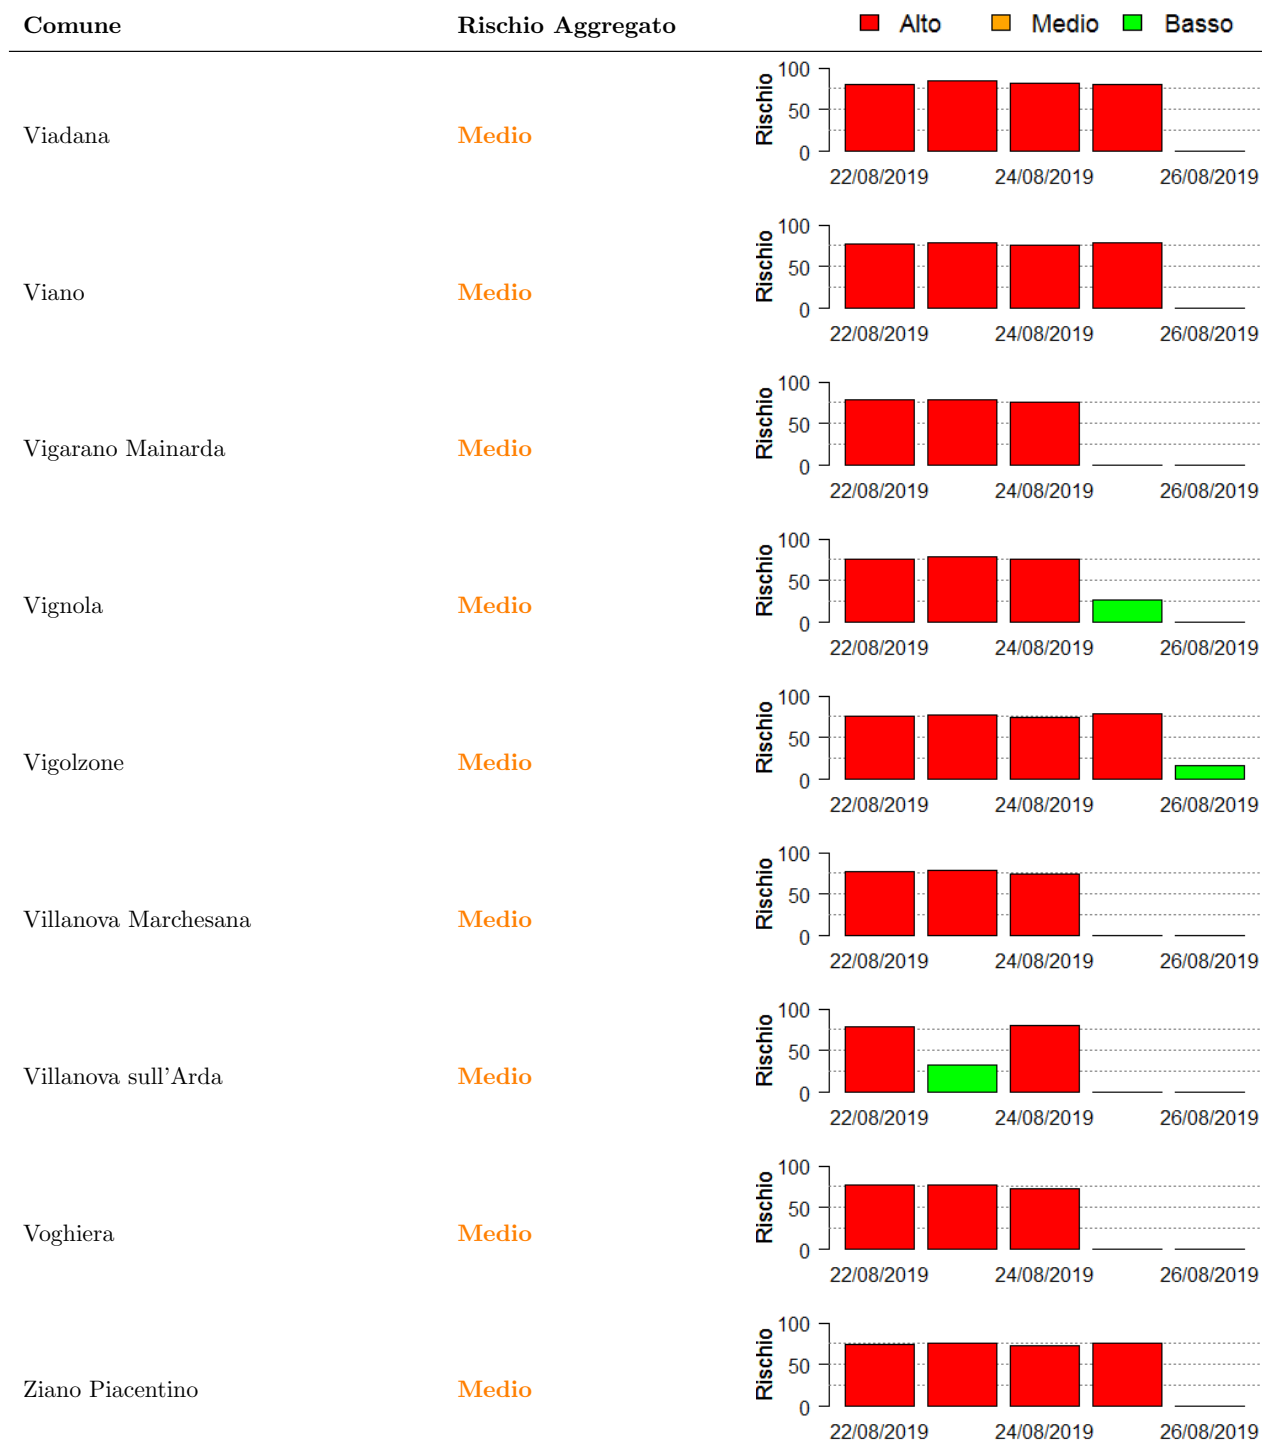 Comune Rischio Aggregato Alto Medio Basso
Viadana Medio
Rischio
100
50
0
22/08/2019 24/08/2019 26/08/2019
Viano Medio
Rischio
100
50
0
22/08/2019 24/08/2019 26/08/2019
Vigarano Mainarda Medio
Rischio
100
50
0
22/08/2019 24/08/2019 26/08/2019
Vignola Medio
Rischio
100
50
0
22/08/2019 24/08/2019 26/08/2019
Vigolzone Medio
Rischio
100
50
0
22/08/2019 24/08/2019 26/08/2019
Villanova Marchesana Medio
Rischio
100
50
0
22/08/2019 24/08/2019 26/08/2019
Villanova sull'Arda Medio
Rischio
100
50
0
22/08/2019 24/08/2019 26/08/2019
Voghiera Medio
Rischio
100
50
0
22/08/2019 24/08/2019 26/08/2019
Ziano Piacentino Medio
Rischio
100
50
0
22/08/2019 24/08/2019 26/08/2019